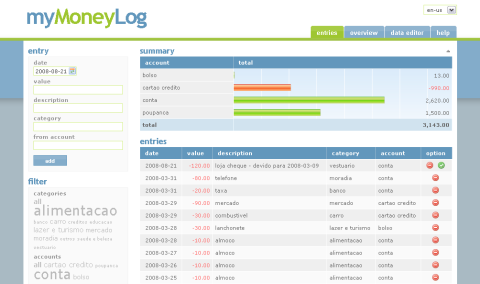 myMoneyLog
en-us
entries overview data editor help
entry
date
2008-08-21
value
description
category
from account
add
filter
categories
all
alimentacao
banco carro credito educacao
lazer e turismo mercado
moradia outros saude e beleza
vestuario
accounts
all cartao credito poupanca
conta bolso
summary
account total
bolso 13.00
cartao credito -990.00
conta 2,620.00
poupanca 1,500.00
total 3,143.00
entries
date value description category account option
2008-08-21 -120.00 loja cheque - devido para 2008-03-09 vestuario conta
2008-03-31 -80.00 telefone moradia conta
2008-03-31 -20.00 taxa banco conta
2008-03-29 -90.00 mercado mercado cartao credito
2008-03-29 -30.00 combustivel carro cartao credito
2008-03-28 -30.00 lanchonete lazer e turismo bolso
2008-03-28 -10.00 almoco alimentacao conta
2008-03-27 -10.00 almoco alimentacao conta
2008-03-26 -10.00 almoco alimentacao conta
2008-03-25 -10.00 almoco alimentacao conta